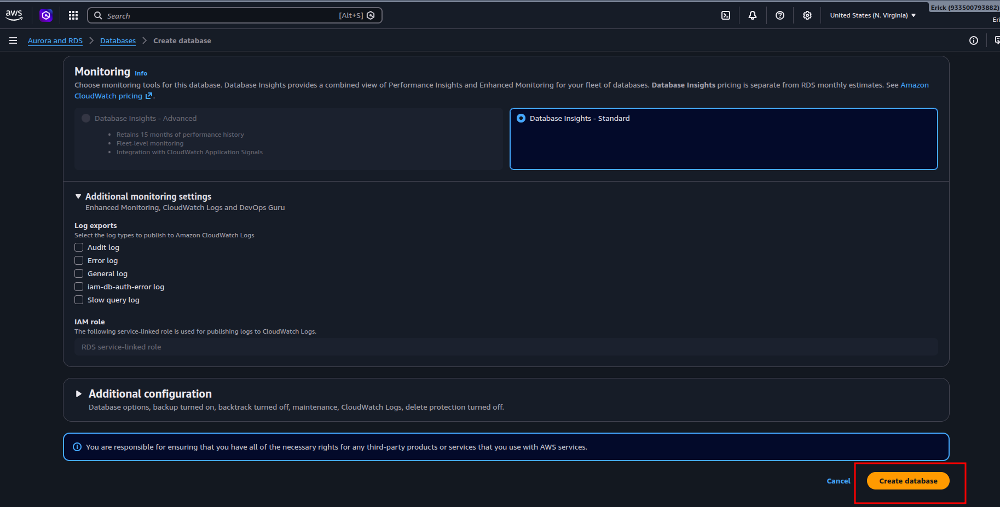 aws
Search [Alt+S]
United States (N. Virginia)
Erick (933500793882)
Eri
Aurora and RDS
Databases
Create database
Monitoring Info
Choose monitoring tools for this database. Database Insights provides a combined view of Performance Insights and Enhanced Monitoring for your fleet of databases. Database Insights pricing is separate from RDS monthly estimates. See Amazon
CloudWatch pricing .
Database Insights - Advanced
• Retains 15 months of performance history
• Fleet-level monitoring
• Integration with CloudWatch Application Signals
Database Insights - Standard
Additional monitoring settings
Enhanced Monitoring, CloudWatch Logs and DevOps Guru
Log exports
Select the log types to publish to Amazon CloudWatch Logs
Audit log
Error log
General log
iam-db-auth-error log
Slow query log
IAM role
The following service-linked role is used for publishing logs to CloudWatch Logs.
RDS service-linked role
Additional configuration
Database options, backup turned on, backtrack turned off, maintenance, CloudWatch Logs, delete protection turned off.
You are responsible for ensuring that you have all of the necessary rights for any third-party products or services that you use with AWS services.
Cancel
Create database